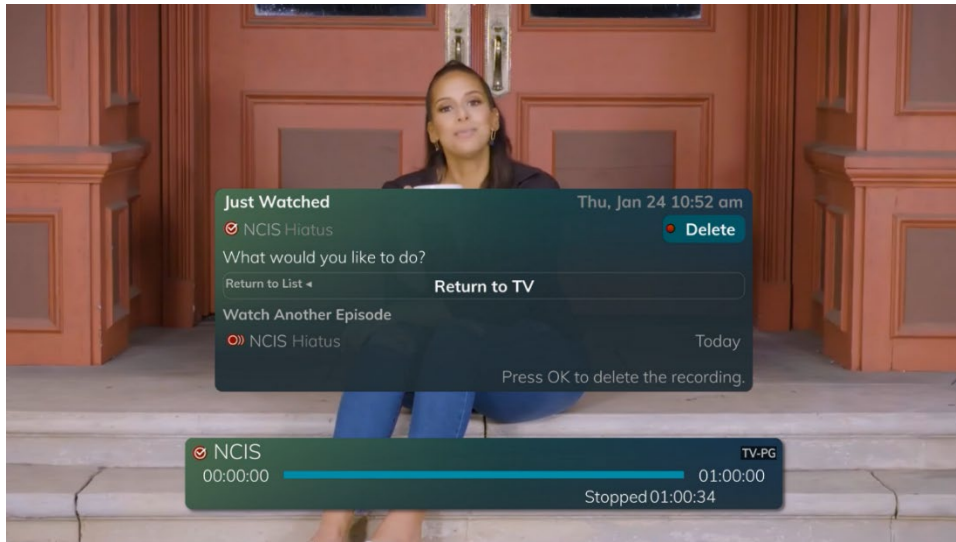 Just Watched Thu, Jan 24 10:52 am
NCIS Hiatus Delete
What would you like to do?
Return to List ◂ Return to TV
Watch Another Episode
NCIS Hiatus Today
Press OK to delete the recording.
NCIS TV-PG
00:00:00 01:00:00
Stopped 01:00:34